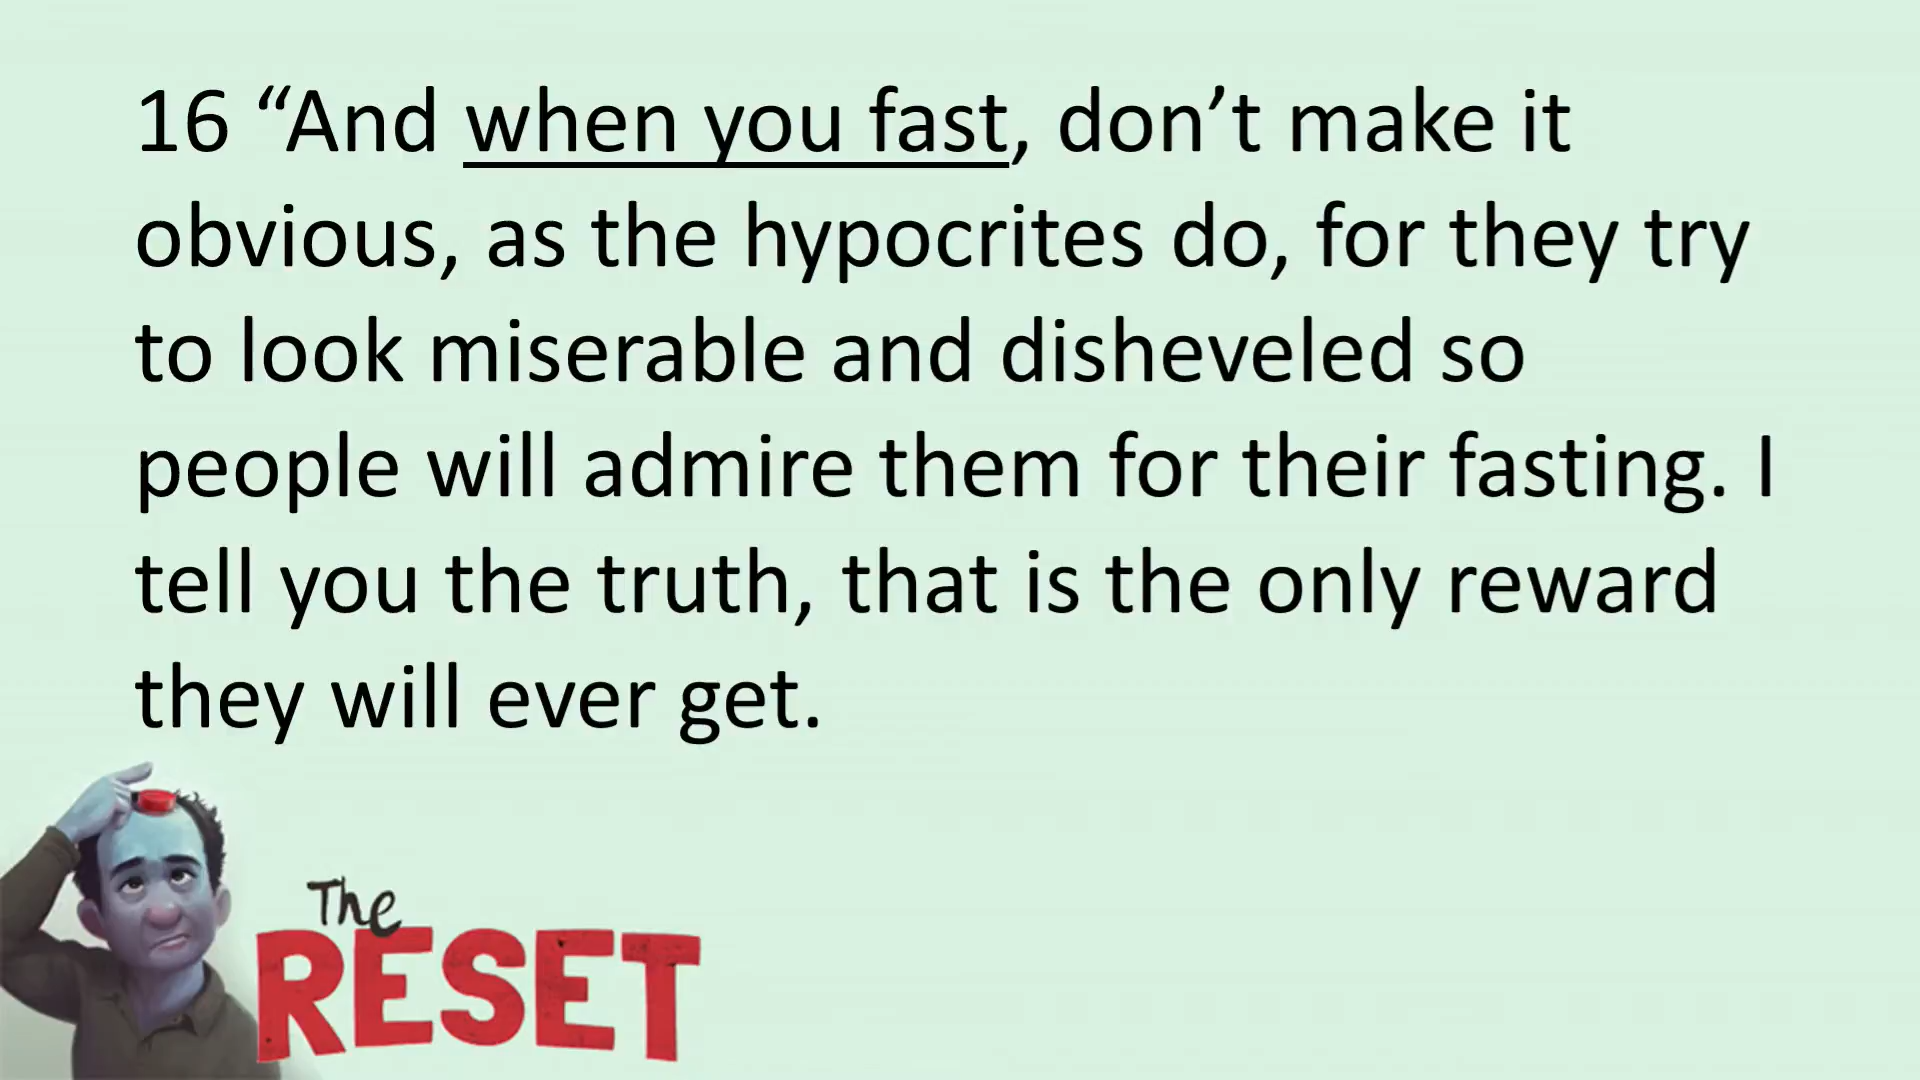 16 “And when you fast, don’t make it
obvious, as the hypocrites do, for they try
to look miserable and disheveled so
people will admire them for their fasting. I
tell you the truth, that is the only reward
they will ever get.
The
RESET